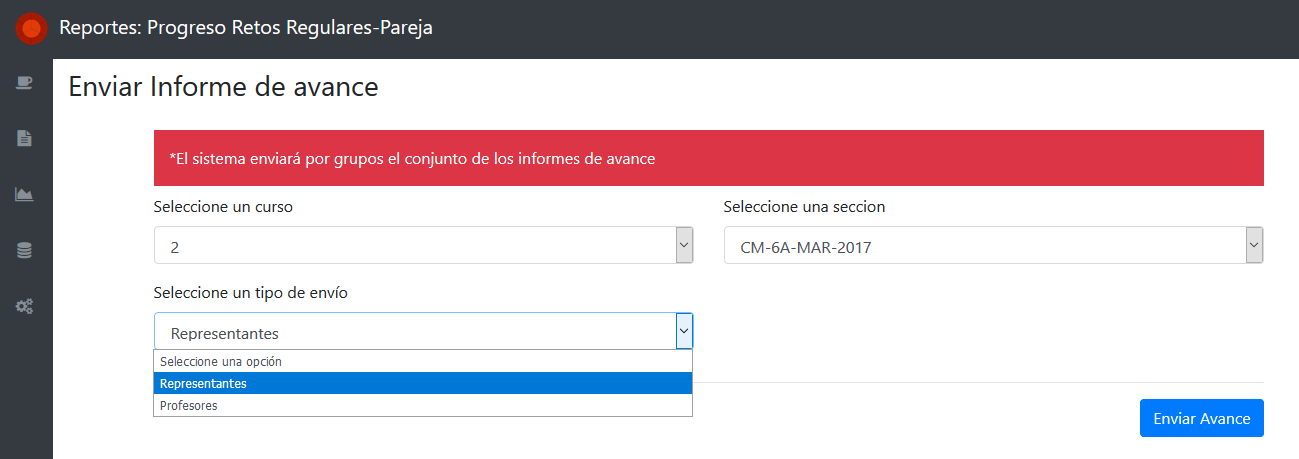 Reportes: Progreso Retos Regulares-Pareja
Enviar Informe de avance
*El sistema enviará por grupos el conjunto de los informes de avance
Seleccione un curso
Seleccione una seccion
2
CM-6A-MAR-2017
Seleccione un tipo de envío
Representantes
Seleccione una opción
Representantes
Profesores
Enviar Avance